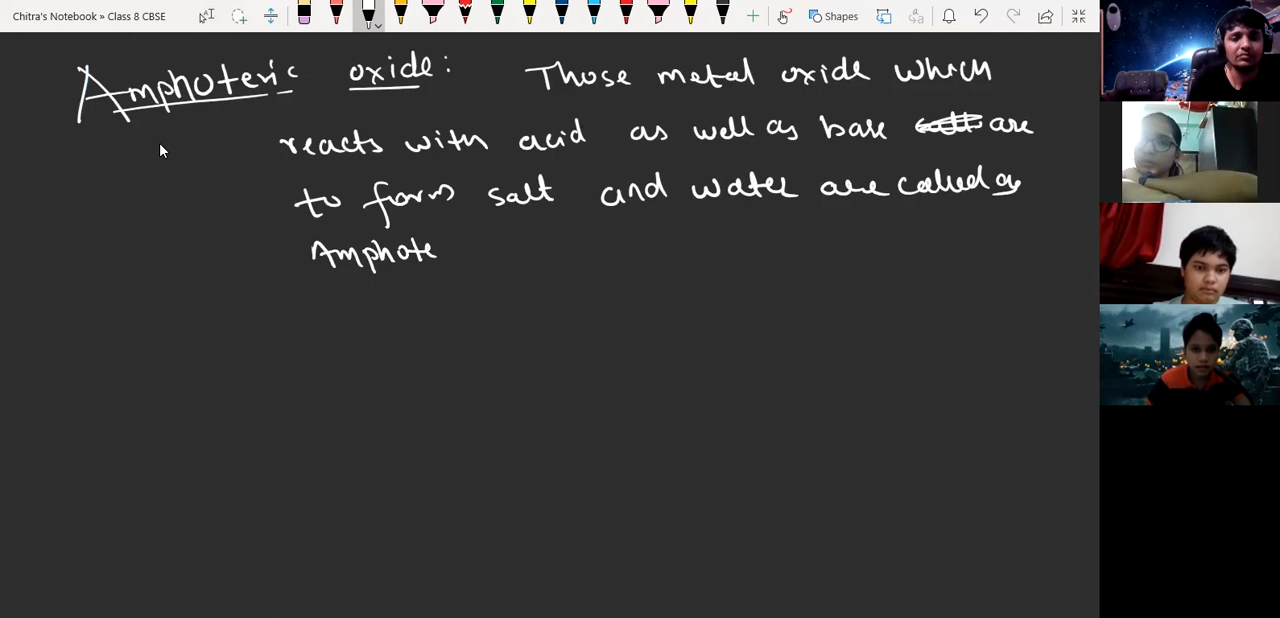 Chitra's Notebook » Class 8 CBSE
Shapes
Amphoteric oxide: Those metal oxide which
reacts with acid as well as base are
to form salt and water are called as
Amphote